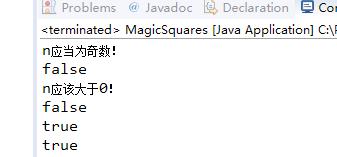 Problems @ Javadoc Declaration
<terminated> MagicSquares [Java Application] C:\
n应当为奇数!
false
n应该大于0!
false
true
true